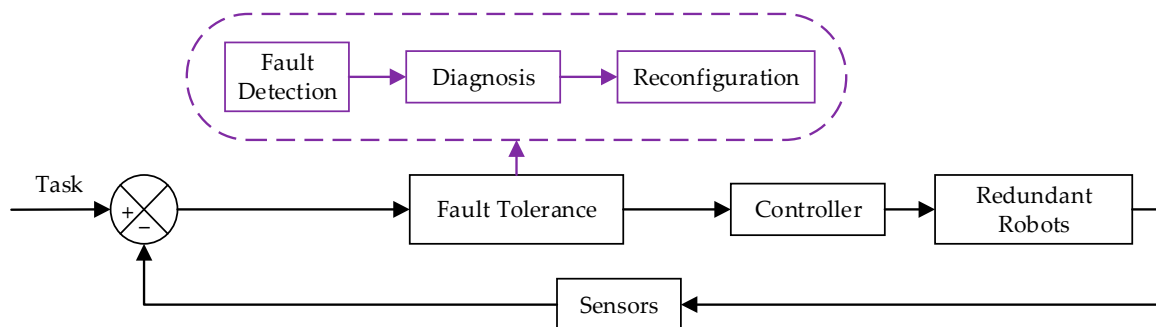 Fault
Detection
Diagnosis
Reconfiguration
Task
+
−
Fault Tolerance
Controller
Redundant
Robots
Sensors